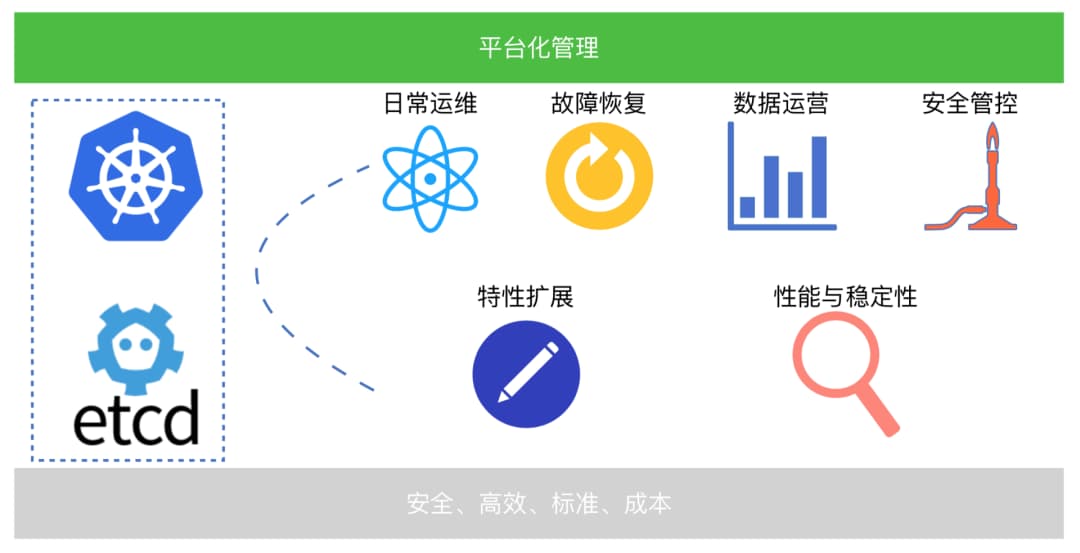 平台化管理
日常运维
故障恢复
数据运营
安全管控
特性扩展
性能与稳定性
etcd
安全、高效、标准、成本